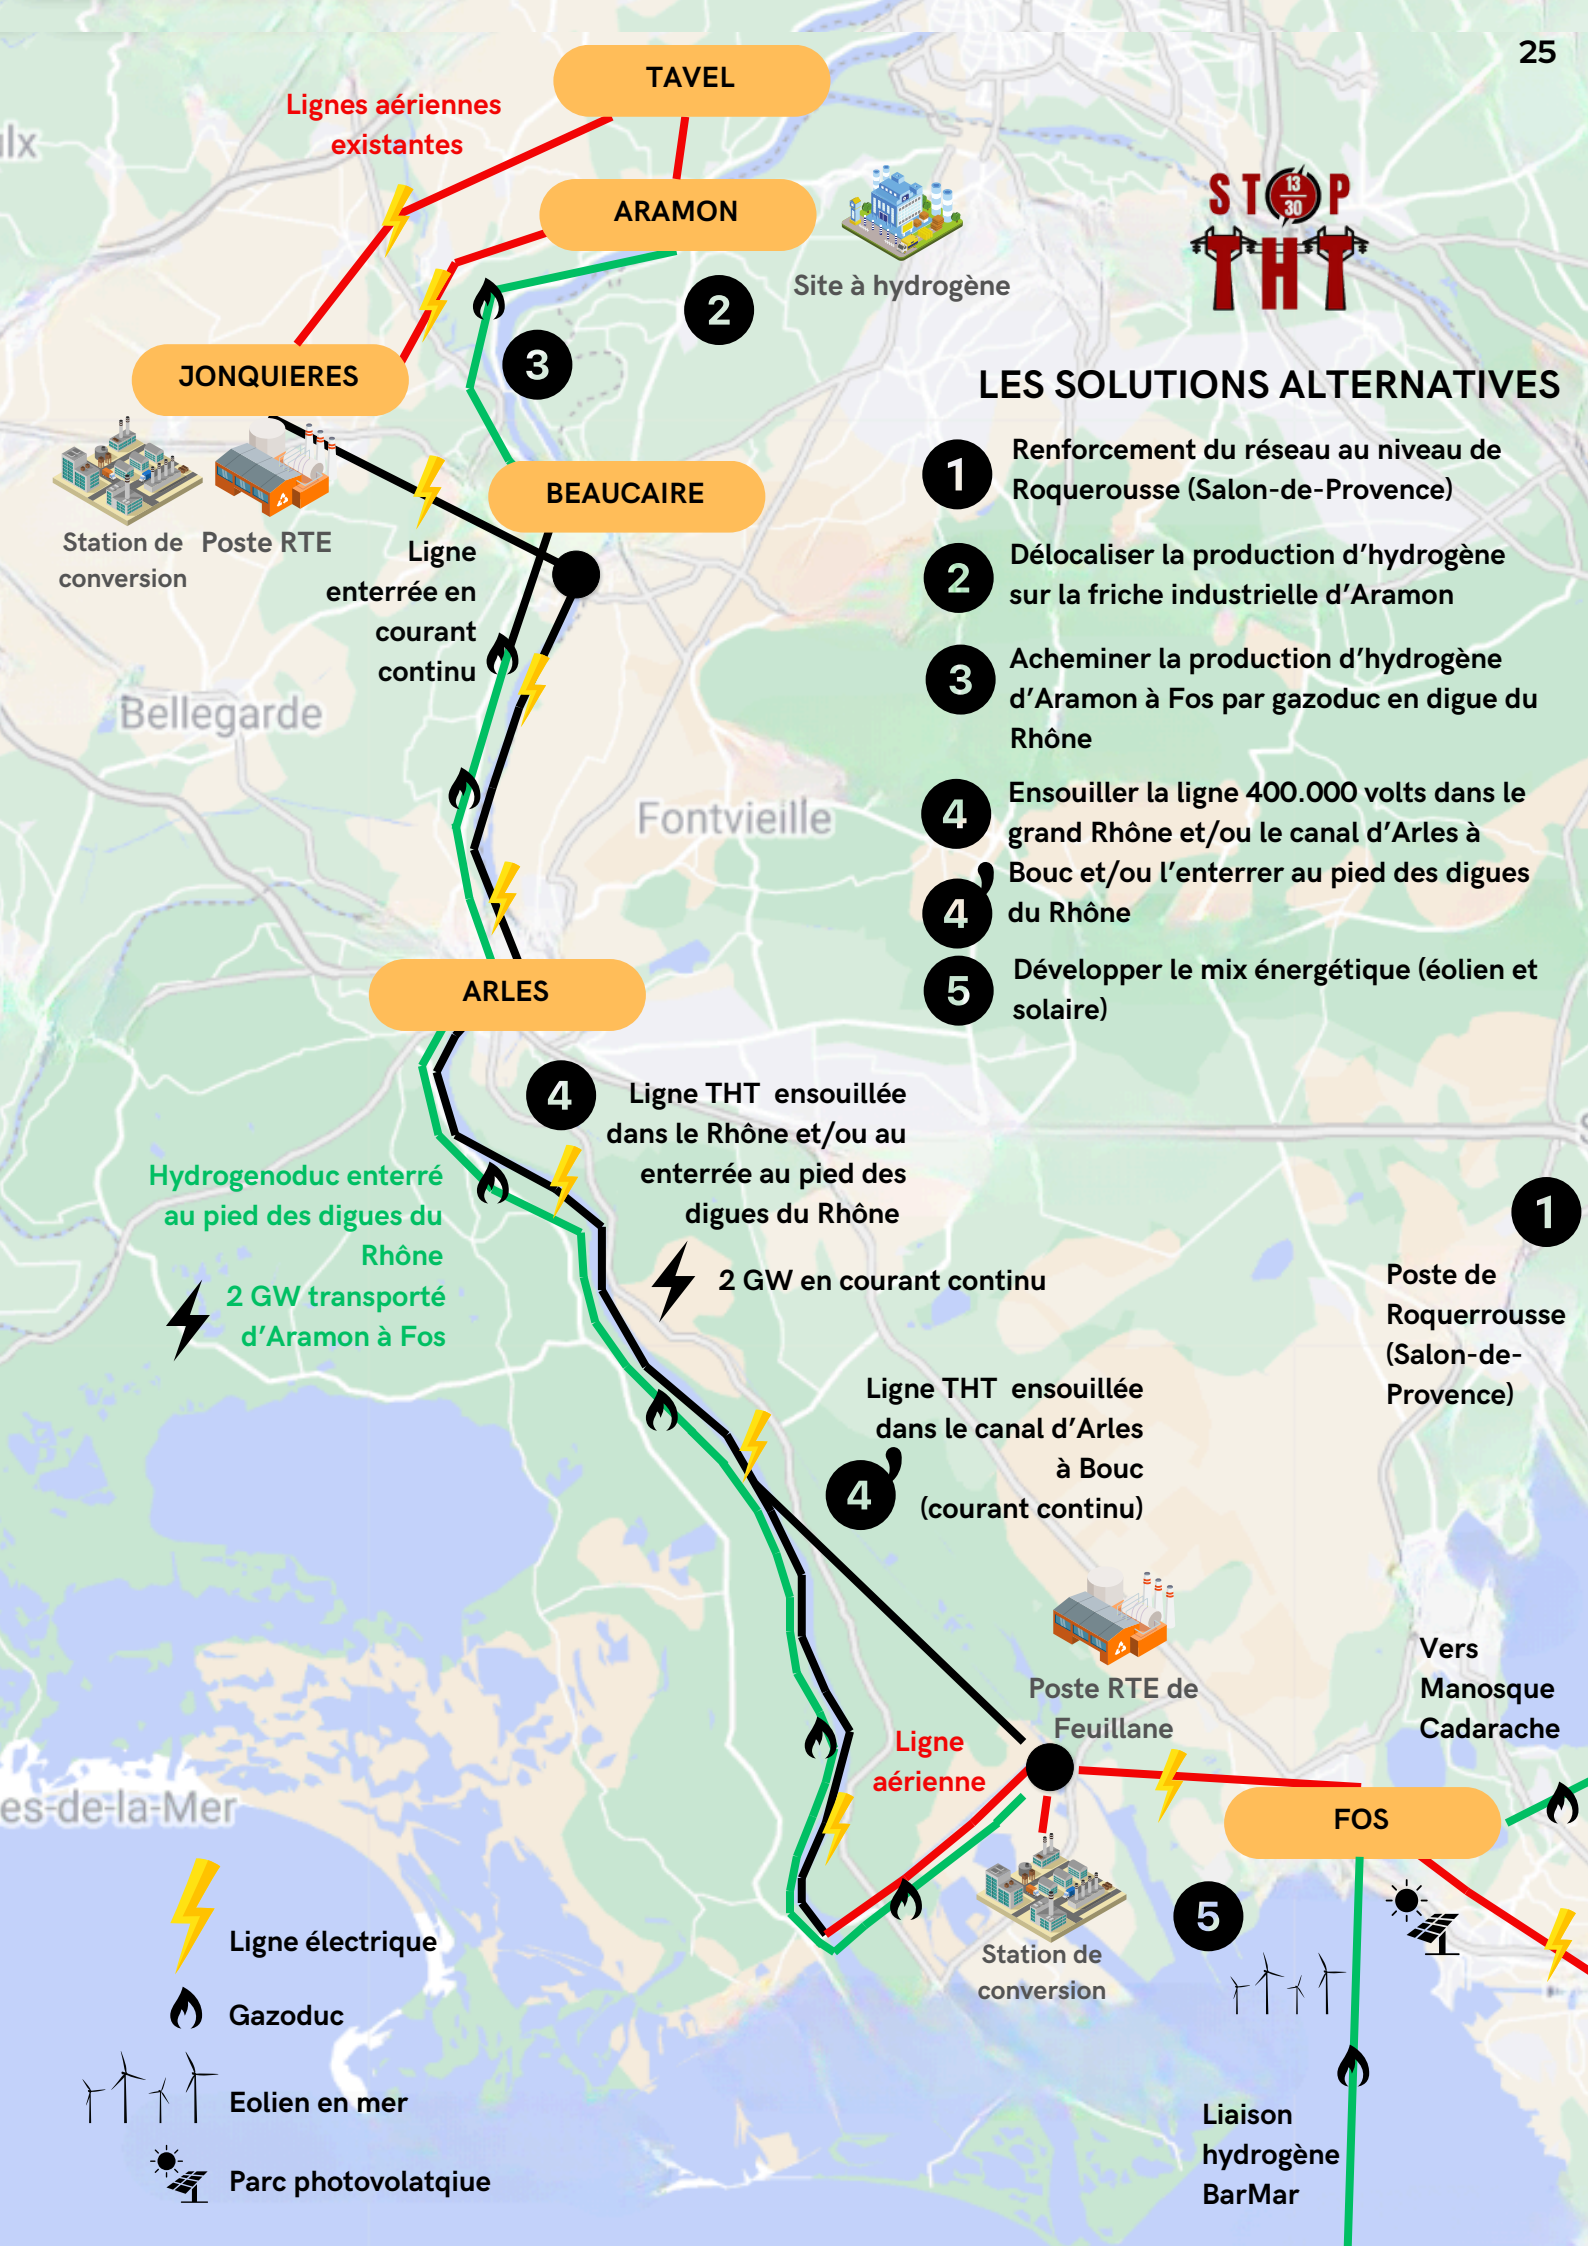 25
TAVEL
Lignes aériennes
existantes
ulx
ARAMON
Site à hydrogène
2
3
JONQUIERES
STOP
13
30
THT
LES SOLUTIONS ALTERNATIVES
1
Renforcement du réseau au niveau de
Roquerousse (Salon-de-Provence)
2
Délocaliser la production d’hydrogène
sur la friche industrielle d’Aramon
3
Acheminer la production d’hydrogène
d’Aramon à Fos par gazoduc en digue du
Rhône
4
4’
Ensouiller la ligne 400.000 volts dans le
grand Rhône et/ou le canal d’Arles à
Bouc et/ou l’enterrer au pied des digues
du Rhône
5
Développer le mix énergétique (éolien et
solaire)
BEAUCAIRE
Station de
conversion
Poste RTE
Ligne
enterrée en
courant
continu
Bellegarde
Fontvieille
ARLES
4
Ligne THT  ensouillée
dans le Rhône et/ou au
enterrée au pied des
digues du Rhône
2 GW en courant continu
Hydrogenoduc enterré
au pied des digues du
Rhône
2 GW transporté
d’Aramon à Fos
1
Poste de
Roquerrousse
(Salon-de-
Provence)
Ligne THT  ensouillée
dans le canal d’Arles
à Bouc
(courant continu)
4’
Poste RTE de
Feuillane
Vers
Manosque
Cadarache
Ligne
aérienne
FOS
es-de-la-Mer
Station de
conversion
5
Ligne électrique
Gazoduc
Eolien en mer
Parc photovolatqiue
Liaison
hydrogène
BarMar